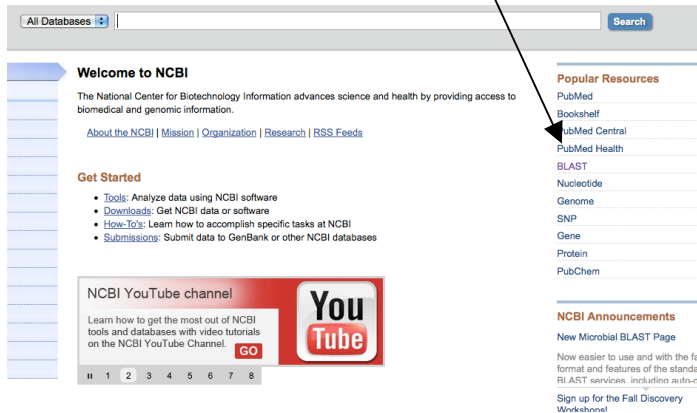 All Databases
Search
Welcome to NCBI
The National Center for Biotechnology Information advances science and health by providing access to
biomedical and genomic information.
About the NCBI | Mission | Organization | Research | RSS Feeds
Get Started
Tools: Analyze data using NCBI software
Downloads: Get NCBI data or software
How-To's: Learn how to accomplish specific tasks at NCBI
Submissions: Submit data to GenBank or other NCBI databases
NCBI YouTube channel
Learn how to get the most out of NCBI
tools and databases with video tutorials
on the NCBI YouTube Channel.
GO
You
Tube
1 2 3 4 5 6 7 8
Popular Resources
PubMed
Bookshelf
PubMed Central
PubMed Health
BLAST
Nucleotide
Genome
SNP
Gene
Protein
PubChem
NCBI Announcements
New Microbial BLAST Page
Now easier to use and with the
format and features of the
BLAST services, including
Sign up for the Fall Discovery
Workshops!